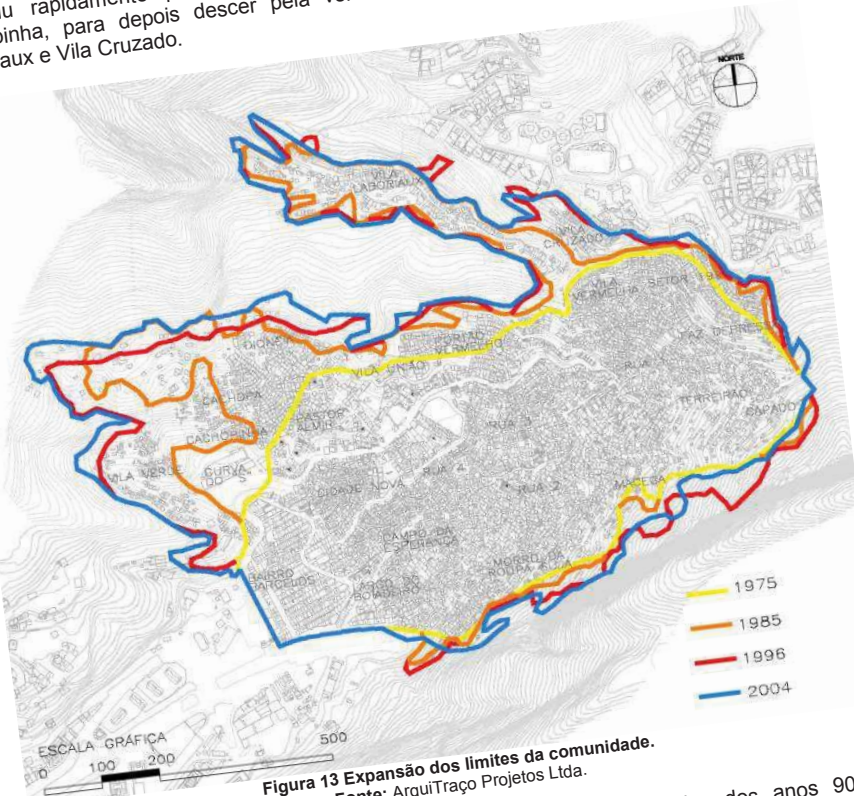 rapidamente
pinha, para depois descer pela
aux e Vila Cruzado.
NORTE
VILA
LABORIAUX
VILA
CRUZADO
VILA
VERMELHA SETOR 19
DIONÉIA
PORTÃO
VERMELHO
FAZ DEPRESSA
VILA UNIÃO
RUA 1
CACHOPA
TERREIRÃO
CAPADO
PASTOR
ALMIR
RUA 3
CACHOPINHA
VILA VERDE
CURVA
DO S
RUA 4
CIDADE NOVA
RUA 2
MACEGA
CAMPO DA
ESPERANÇA
MORRO DA
ROUPA SUJA
BAIRRO
BARCELOS
LARGO DO
BOIADEIRO
1975
1985
1996
2004
ESCALA GRÁFICA
0 100 200 500
Figura 13 Expansão dos limites da comunidade.
Fonte: ArquiTraço Projetos Ltda.
dos anos 90